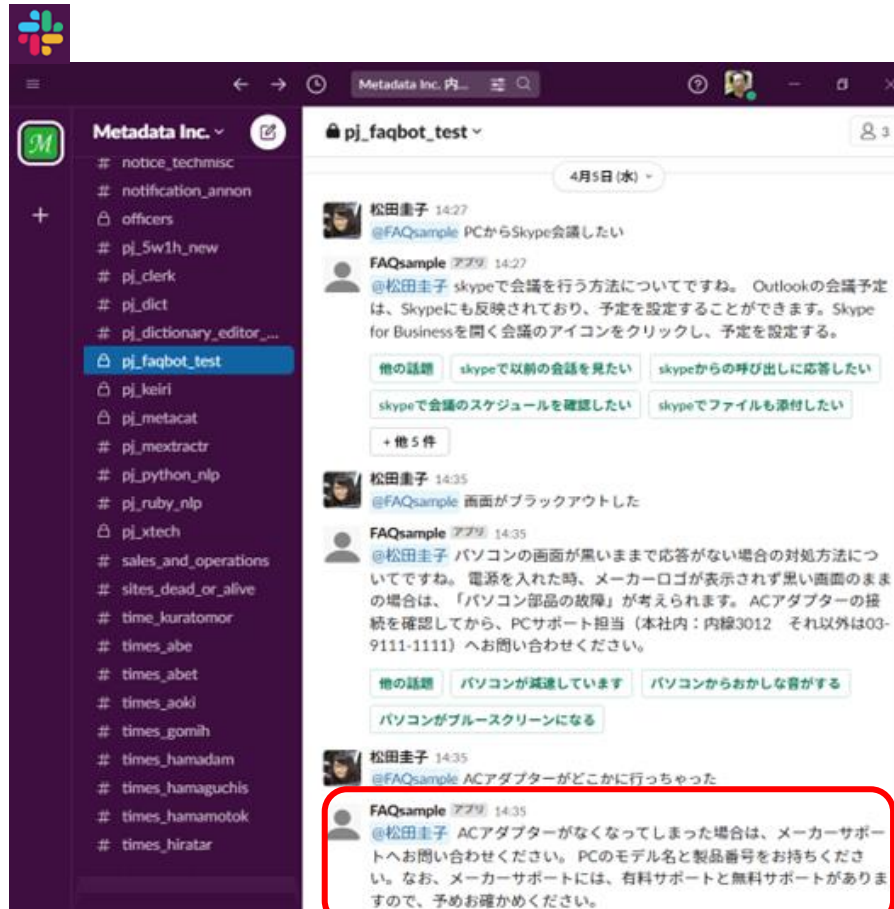 Metadata Inc. 内...
M
Metadata Inc.
# notice_techmisc
# notification_annon
officers
# pj_5w1h_new
# pj_clerk
# pj_dict
# pj_dictionary_editor_...
pj_faqbot_test
pj_keiri
pj_metacat
# pj_mextractr
# pj_python_nlp
# pj_ruby_nlp
pj_xtech
# sales_and_operations
# sites_dead_or_alive
# time_kuratomor
# times_abe
# times_abet
# times_aoki
# times_gomih
# times_hamadam
# times_hamaguchis
# times_hamamotok
# times_hiratar
pj_faqbot_test
3
4月5日 (水)
松田圭子 14:27
@FAQsample PCからSkype会議したい
FAQsample アプリ 14:27
@松田圭子 skypeで会議を行う方法についてですね。 Outlookの会議予定
は、Skypeにも反映されており、予定を設定することができます。Skype
for Businessを開く会議のアイコンをクリックし、予定を設定する。
他の話題 skypeで以前の会話を見たい skypeからの呼び出しに応答したい
skypeで会議のスケジュールを確認したい skypeでファイルも添付したい
+ 他 5 件
松田圭子 14:35
@FAQsample 画面がブラックアウトした
FAQsample アプリ 14:35
@松田圭子 パソコンの画面が黒いままで応答がない場合の対処方法につ
いてですね。 電源を入れた時、メーカーロゴが表示されず黒い画面のまま
の場合は、「パソコン部品の故障」が考えられます。 ACアダプターの接
続を確認してから、PCサポート担当（本社内：内線3012 それ以外は03-
9111-1111）へお問い合わせください。
他の話題 パソコンが減速しています パソコンからおかしな音がする
パソコンがブルースクリーンになる
松田圭子 14:35
@FAQsample ACアダプターがどこかに行っちゃった
FAQsample アプリ 14:35
@松田圭子 ACアダプターがなくなってしまった場合は、メーカーサポー
トへお問い合わせください。 PCのモデル名と製品番号をお持ちくださ
い。なお、メーカーサポートには、有料サポートと無料サポートがありま
すので、予めお確かめください。